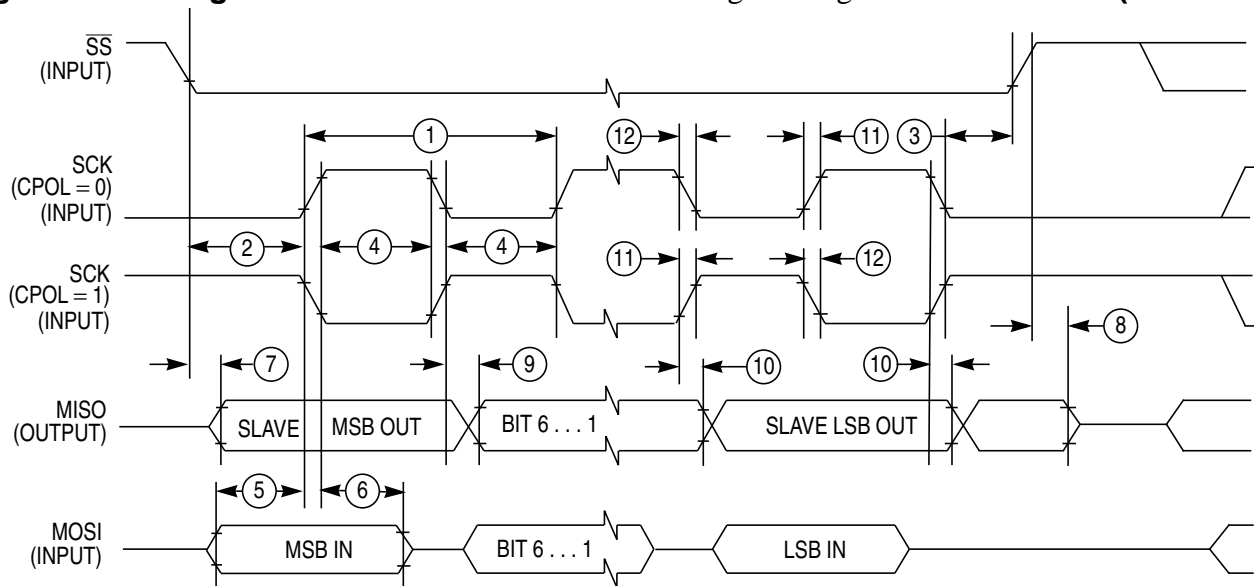 SS
(INPUT)
1
12
11
3
SCK
(CPOL = 0)
(INPUT)
2
4
4
11
12
SCK
(CPOL = 1)
(INPUT)
8
7
9
10
10
MISO
(OUTPUT)
SLAVE MSB OUT
BIT 6 . . . 1
SLAVE LSB OUT
5
6
MOSI
(INPUT)
MSB IN
BIT 6 . . . 1
LSB IN